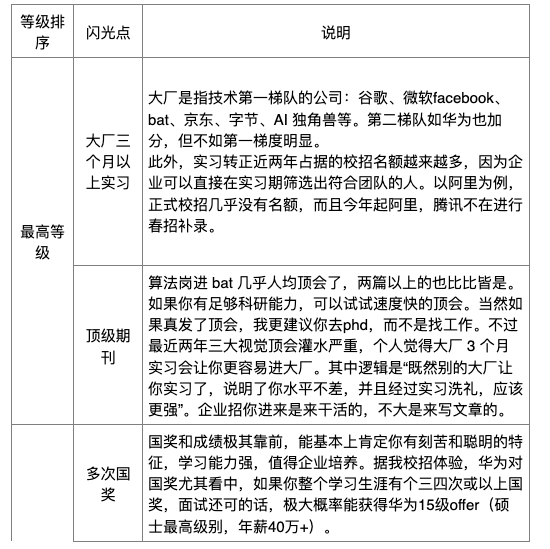 等级排
序
闪光点
说明
最高等
级
大厂三
个月以
上实习
大厂是指技术第一梯队的公司：谷歌、微软facebook、
bat、京东、字节、AI 独角兽等。第二梯队如华为也加
分，但不如第一梯度明显。
此外，实习转正近两年占据的校招名额越来越多，因为企
业可以直接在实习期筛选出符合团队的人。以阿里为例，
正式校招几乎没有名额，而且今年起阿里，腾讯不在进行
春招补录。
顶级期
刊
算法岗进 bat 几乎人均顶会了，两篇以上的也比比皆是。
如果你有足够科研能力，可以试试速度快的顶会。当然如
果真发了顶会，我更建议你去phd，而不是找工作。不过
最近两年三大视觉顶会灌水严重，个人觉得大厂 3 个月
实习会让你更容易进大厂。其中逻辑是“既然别的大厂让
你实习了，说明了你水平不差，并且经过实习洗礼，应该
更强”。企业招你进来是来干活的，不大是来写文章的。
多次国
奖
国奖和成绩极其靠前，能基本上肯定你有刻苦和聪明的特
征，学习能力强，值得企业培养。据我校招体验，华为对
国奖尤其看中，如果你整个学习生涯有个三四次或以上国
奖，面试还可的话，极大概率能获得华为15级offer（硕
士最高级别，年薪40万+）。